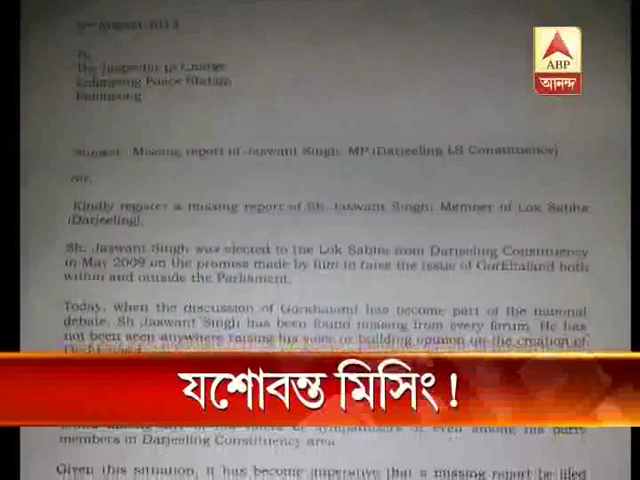 5th August 2013
ABP
আনন্দ
To
The Inspector in Charge
Kalimpong Police Station
Kalimpong
Subject: Missing report of Jaswant Singh, MP (Darjeeling LS Constituency)
Sir,
Kindly register a missing report of Sh. Jaswant Singh, Member of Lok Sabha
(Darjeeling).
Sh. Jaswant Singh was elected to the Lok Sabha from Darjeeling Constituency
in May 2009 on the promise made by him to raise the issue of Gorkhaland both
within and outside the Parliament.
Today, when the discussion of Gorkhaland has become part of the national
debate, Sh Jaswant Singh has been found missing from every forum. He has
not been seen anywhere raising his voice or building opinion on the creation of
যশোবন্ত মিসিং!
of even among his party
members in Darjeeling Constituency area.
Given this situation, it has become imperative that a missing report be filed